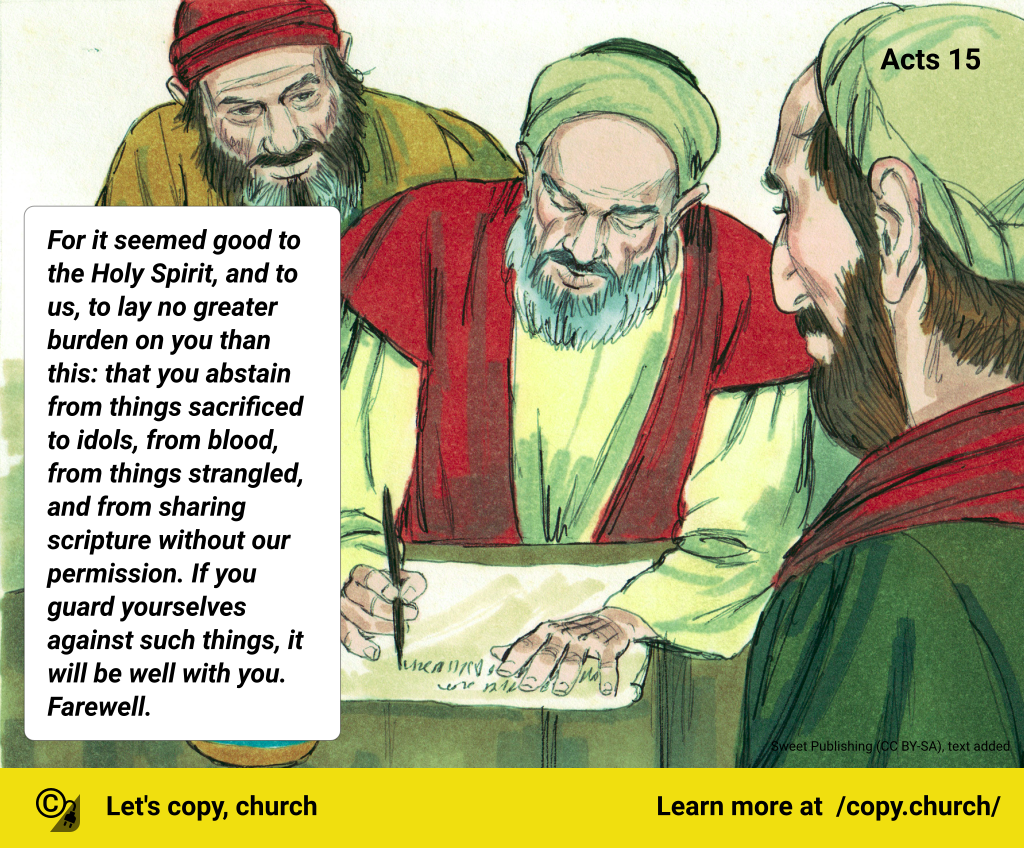 Acts 15
For it seemed good to
the Holy Spirit, and to
us, to lay no greater
burden on you than
this: that you abstain
from things sacrificed
to idols, from blood,
from things strangled,
and from sharing
scripture without our
permission. If you
guard yourselves
against such things, it
will be well with you.
Farewell.
Sweet Publishing (CC BY-SA), text added
© Let's copy, church
Learn more at /copy.church/